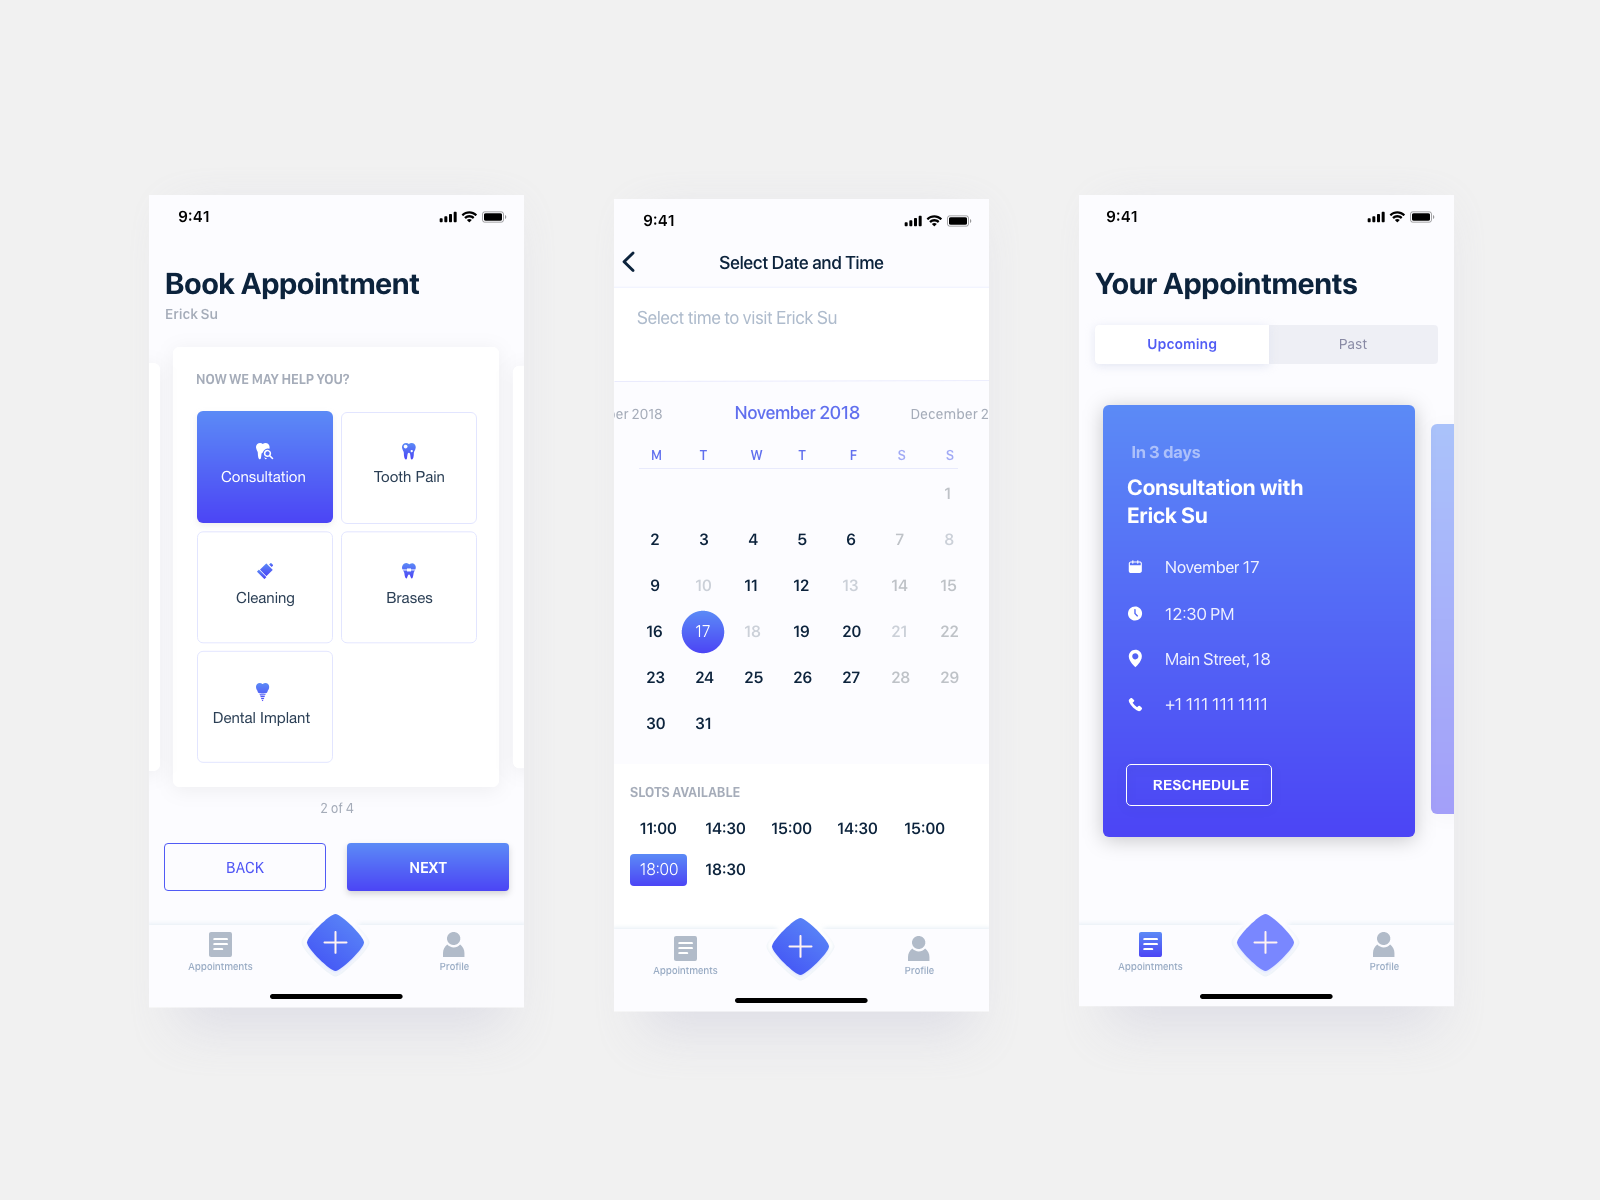 9:41
Book Appointment
Erick Su
NOW WE MAY HELP YOU?
Consultation
Tooth Pain
Cleaning
Brases
Dental Implant
2 of 4
BACK
NEXT
Appointments
Profile
9:41
Select Date and Time
Select time to visit Erick Su
er 2018
November 2018
December 2
M T W T F S S
1
2 3 4 5 6 7 8
9 10 11 12 13 14 15
16 17 18 19 20 21 22
23 24 25 26 27 28 29
30 31
SLOTS AVAILABLE
11:00 14:30 15:00 14:30 15:00
18:00 18:30
Appointments
Profile
9:41
Your Appointments
Upcoming
Past
In 3 days
Consultation with
Erick Su
November 17
12:30 PM
Main Street, 18
+1 111 111 1111
RESCHEDULE
Appointments
Profile